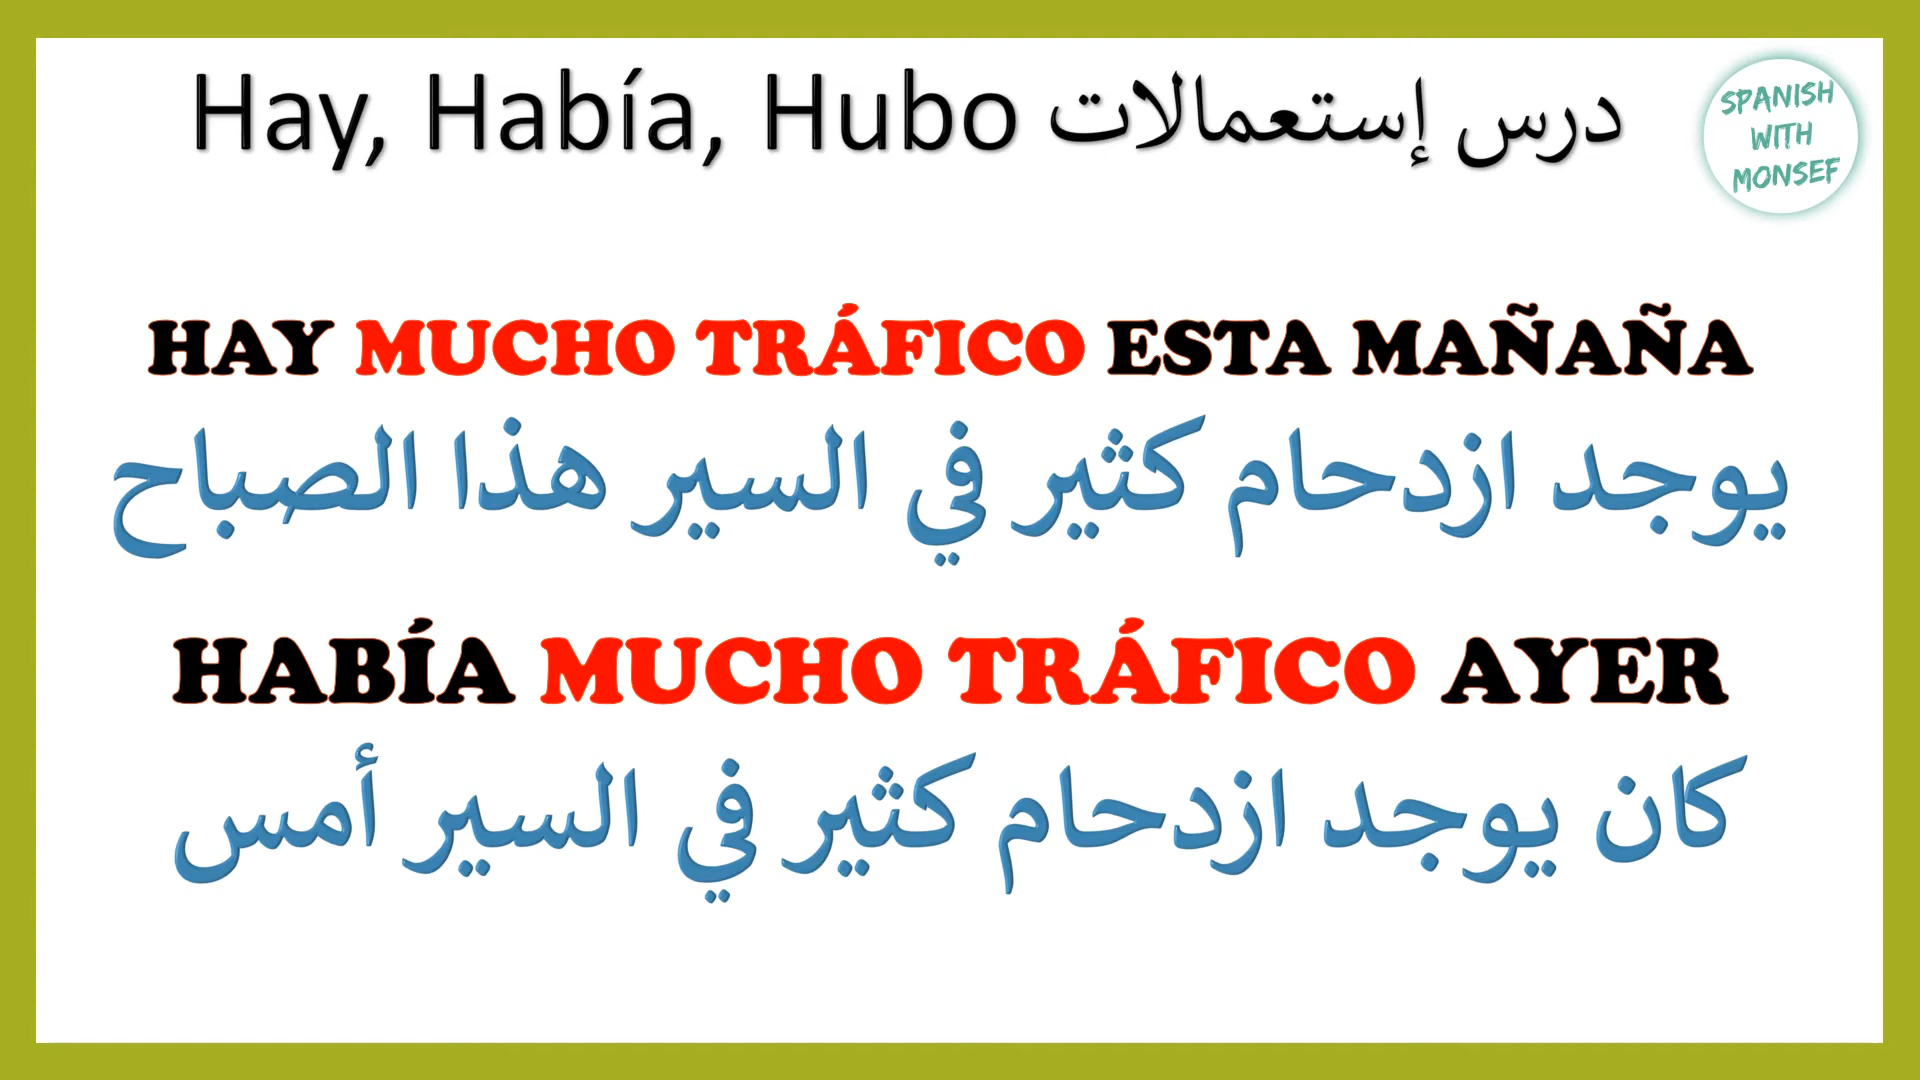 درس إستعمالات Hay, Había, Hubo
SPANISH
WITH
MONSEF
HAY MUCHO TRÁFICO ESTA MAÑAÑA
يوجد ازدحام كثير في السير هذا الصباح
HABÍA MUCHO TRÁFICO AYER
كان يوجد ازدحام كثير في السير أمس